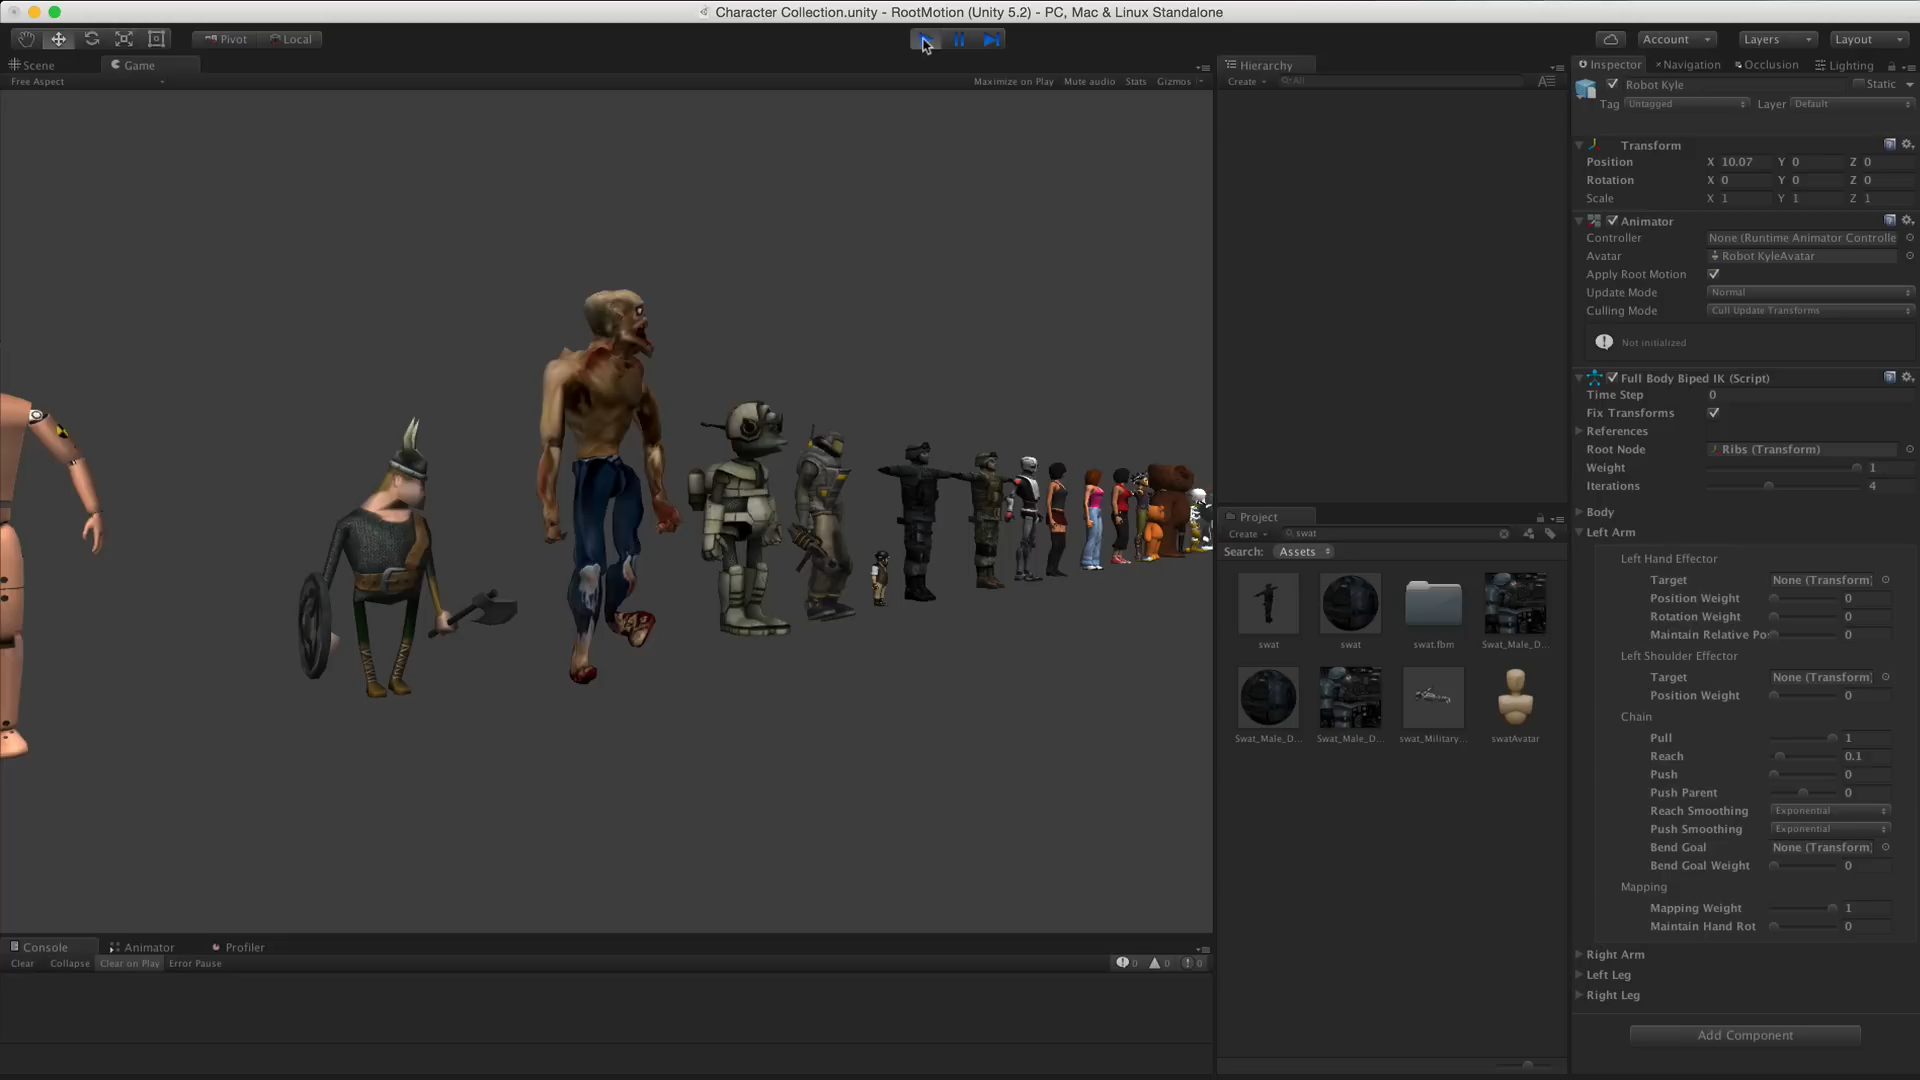 Character Collection.unity - RootMotion (Unity 5.2) - PC, Mac & Linux Standalone
Pivot
Local
Account
Layers
Layout
Scene
Game
Free Aspect
Maximize on Play
Mute audio
Stats
Gizmos
Hierarchy
Create
All
Project
Create
swat
Search:
Assets
swat
swat
swat.fbm
Swat_Male_D...
Swat_Male_D...
Swat_Male_D...
swat_Military...
swatAvatar
Inspector
Navigation
Occlusion
Lighting
Robot Kyle
Static
Tag
Untagged
Layer
Default
Transform
Position X 10.07 Y 0 Z 0
Rotation X 0 Y 0 Z 0
Scale X 1 Y 1 Z 1
Animator
Controller None (Runtime Animator Controlle
Avatar Robot KyleAvatar
Apply Root Motion
Update Mode Normal
Culling Mode Cull Update Transforms
Not initialized
Full Body Biped IK (Script)
Time Step 0
Fix Transforms
References
Root Node Ribs (Transform)
Weight 1
Iterations 4
Body
Left Arm
Left Hand Effector
Target None (Transform)
Position Weight 0
Rotation Weight 0
Maintain Relative Po 0
Left Shoulder Effector
Target None (Transform)
Position Weight 0
Chain
Pull 1
Reach 0.1
Push 0
Push Parent 0
Reach Smoothing Exponential
Push Smoothing Exponential
Bend Goal None (Transform)
Bend Goal Weight 0
Mapping
Mapping Weight 1
Maintain Hand Rot 0
Right Arm
Left Leg
Right Leg
Add Component
Console
Animator
Profiler
Clear
Collapse
Clear on Play
Error Pause
0
0
0